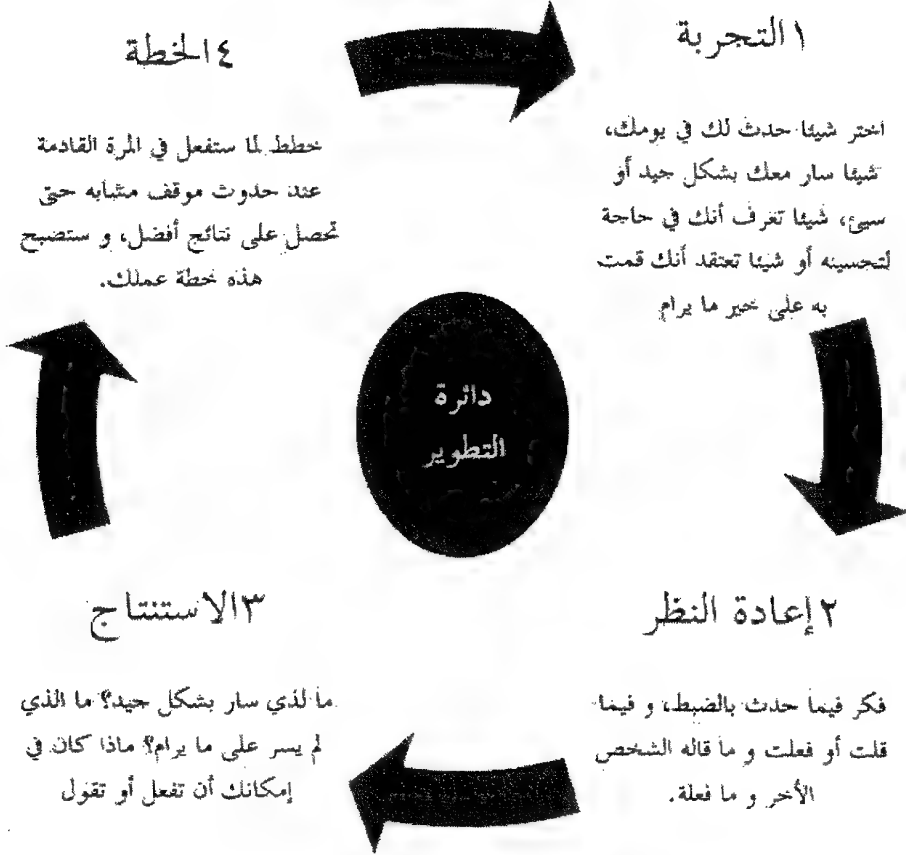 ١ التجربة
اختر شيئا حدث لك في يومك،
شيئا سار معك بشكل جيد أو
سيئ، شيئا تعرف أنك في حاجة
لتحسينه أو شيئا تعتقد أنك قمت
به على خير ما يرام
٢ إعادة النظر
فكر فيما حدث بالضبط، و فيما
قلت أو فعلت و ما قاله الشخص
الأخر و ما فعلة.
٣ الاستنتاج
ما لذي سار بشكل جيد؟ ما الذي
لم يسر على ما يرام؟ ماذا كان في
إمكانك أن تفعل أو تقول
٤ الخطة
خطط لما ستفعل في المرة القادمة
عند حدوث موقف مشابه حتى
تحصل على نتائج أفضل، و ستصبح
هذه خطة عملك.
دائرة
التطوير